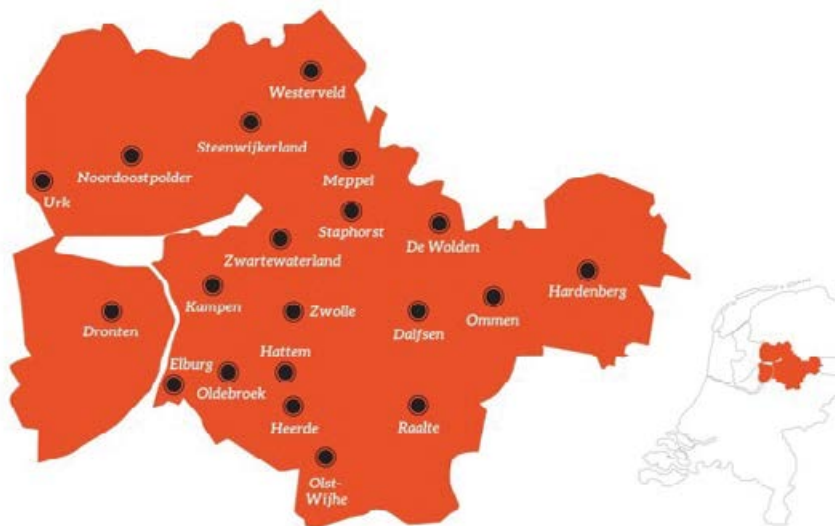 Westerveld
Steenwijkerland
Noordoostpolder
Meppel
Urk
Staphorst
De Wolden
Zwartewaterland
Hardenberg
Kampen
Zwolle
Dalfsen
Ommen
Dronten
Elburg
Hattem
Oldebroek
Heerde
Raalte
Olst-
Wijhe